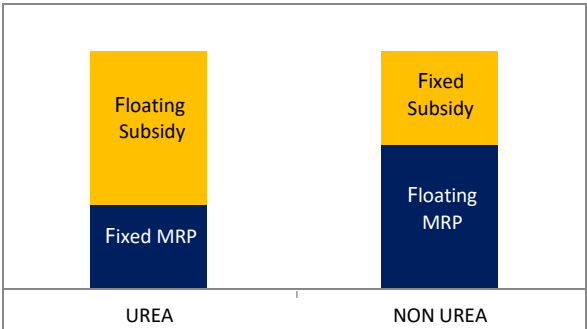 Floating
Subsidy
Fixed MRP
Fixed
Subsidy
Floating
MRP
UREA
NON UREA